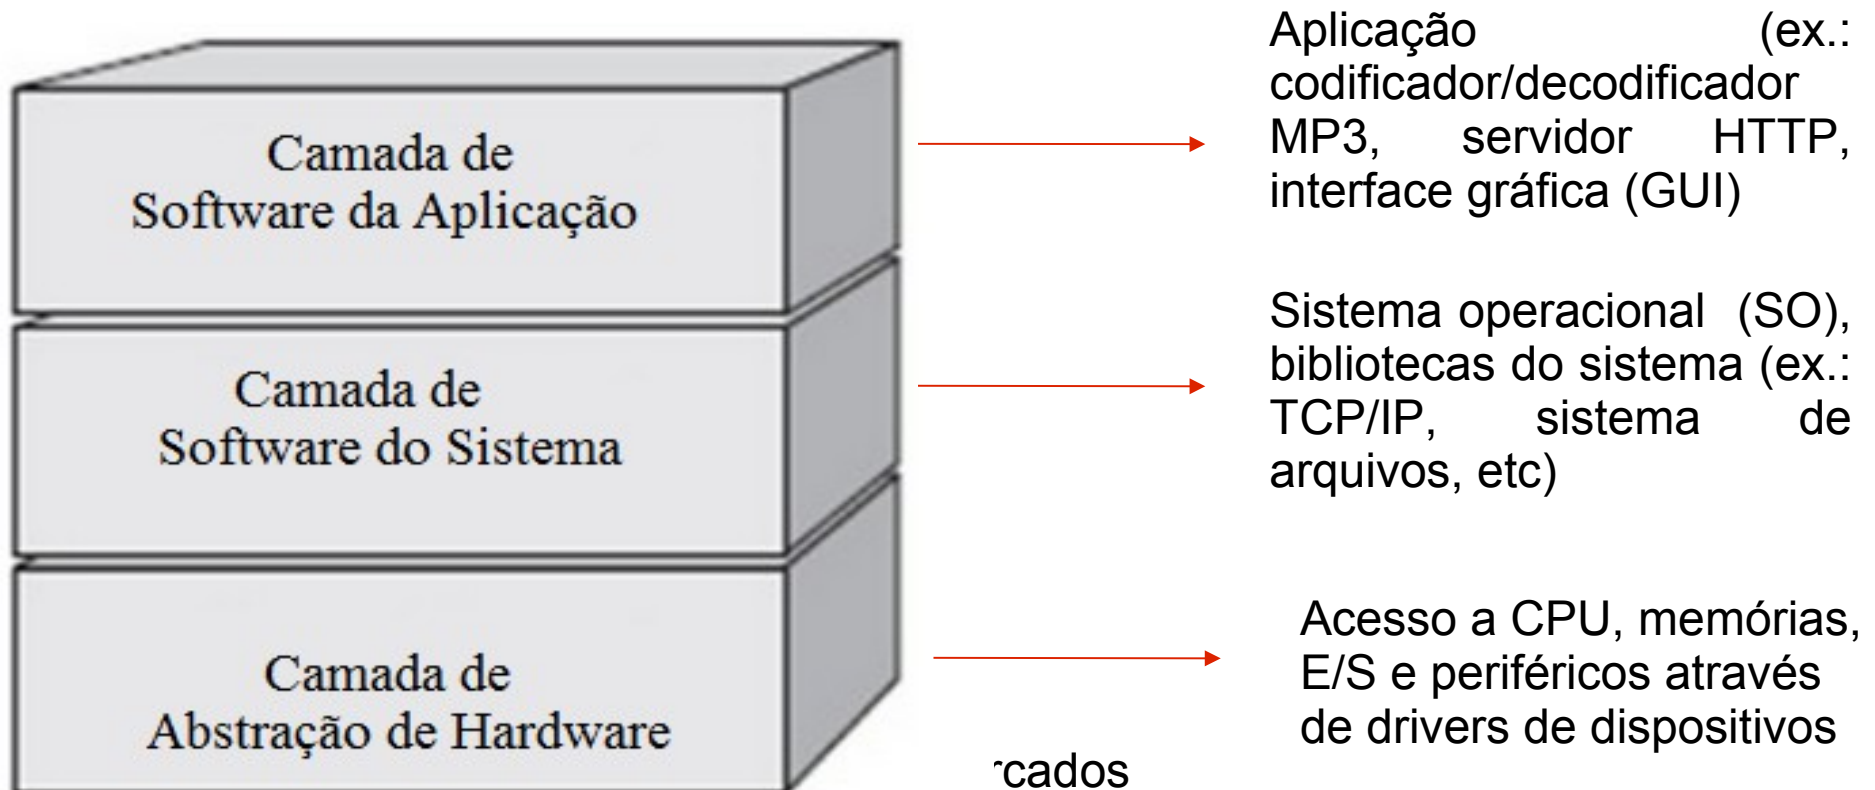 Camada de
Software da Aplicação
Aplicação (ex.:
codificador/decodificador
MP3, servidor HTTP,
interface gráfica (GUI)
Camada de
Software do Sistema
Sistema operacional (SO),
bibliotecas do sistema (ex.:
TCP/IP, sistema de
arquivos, etc)
Camada de
Abstração de Hardware
Acesso a CPU, memórias,
E/S e periféricos através
de drivers de dispositivos